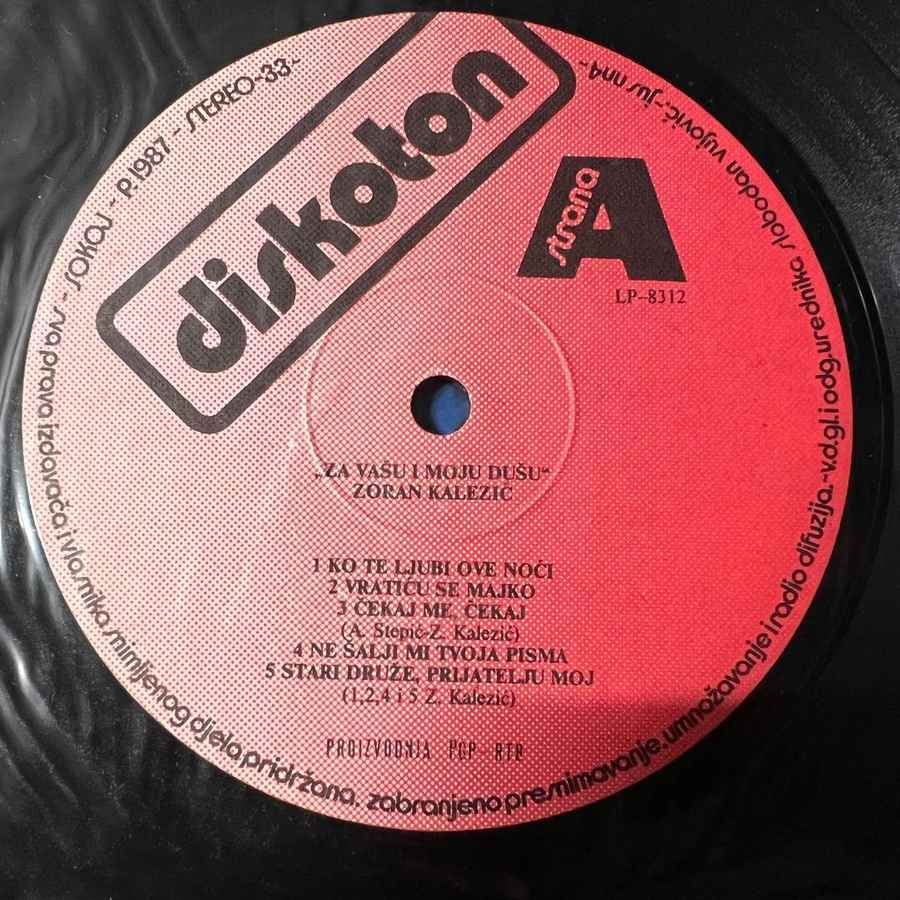 diskoton
strana
A
LP-8312
„ZA VAŠU I MOJU DUŠU“
ZORAN KALEZIĆ
1 KO TE LJUBI OVE NOĆI
2 VRATIĆU SE MAJKO
3 ČEKAJ ME, ČEKAJ
(A. Stepić-Z. Kalezić)
4 NE ŠALJI MI TVOJA PISMA
5 STARI DRUŽE, PRIJATELJU MOJ
(1,2,4 i 5 Z. Kalezić)
PROIZVODNJA PGP-RTB
STEREO-33- P.1987 - SOKOJ - sva prava izdavača i vlasnika snimljenog djela pridržana. zabranjeno presnimavanje, umnožavanje i radio difuzija.-v.d.gl.i odg.urednik: slobodan vujović.-jus nn4-